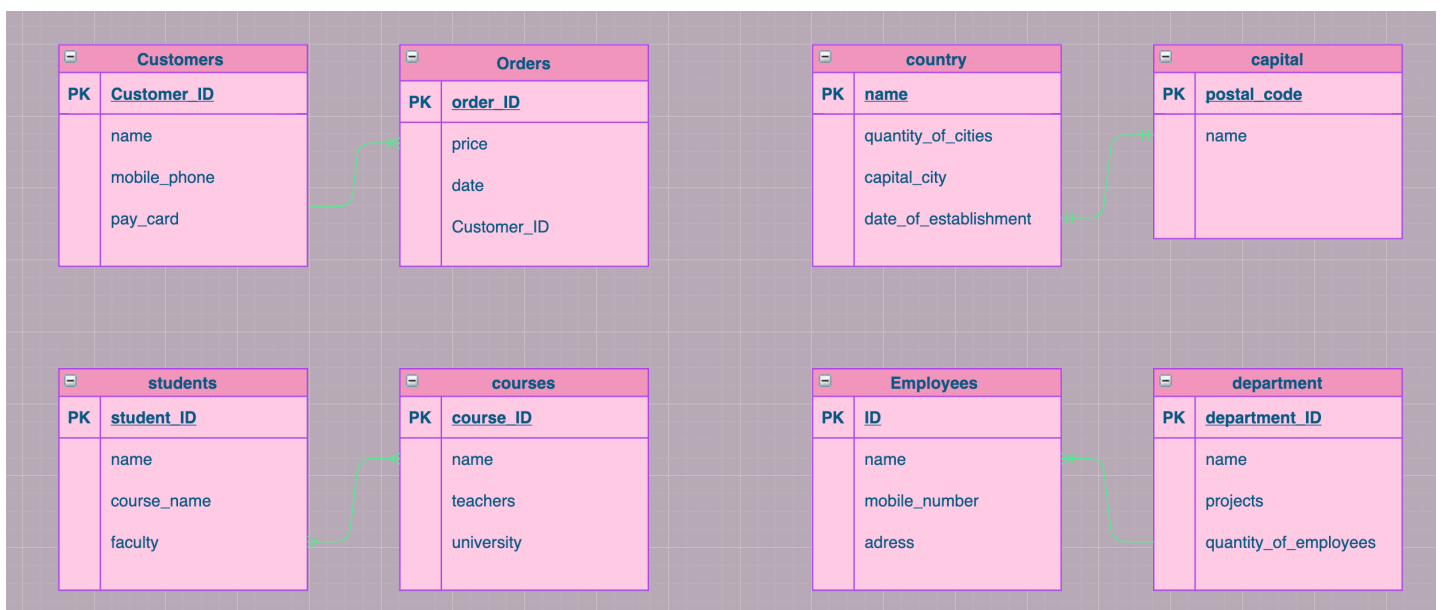 Customers
PK Customer_ID
name
mobile_phone
pay_card
Orders
PK order_ID
price
date
Customer_ID
country
PK name
quantity_of_cities
capital_city
date_of_establishment
capital
PK postal_code
name
students
PK student_ID
name
course_name
faculty
courses
PK course_ID
name
teachers
university
Employees
PK ID
name
mobile_number
adress
department
PK department_ID
name
projects
quantity_of_employees